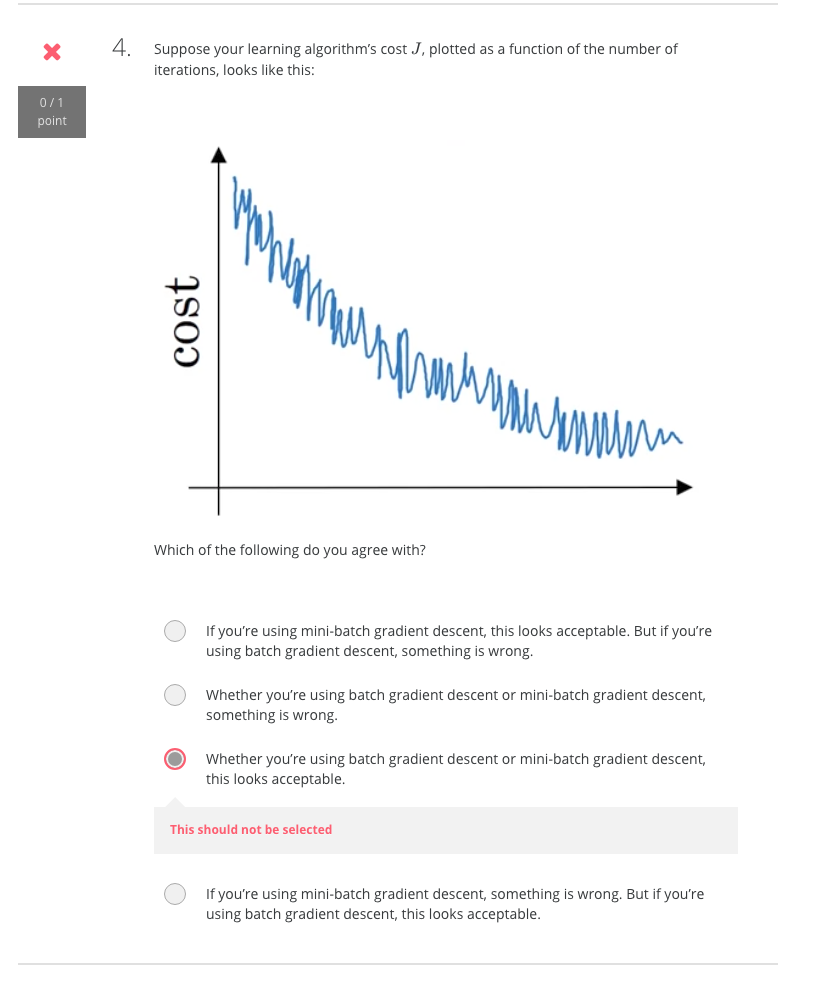 4. Suppose your learning algorithm’s cost J, plotted as a function of the number of
iterations, looks like this:
0 / 1
point
cost
Which of the following do you agree with?
If you’re using mini-batch gradient descent, this looks acceptable. But if you’re
using batch gradient descent, something is wrong.
Whether you’re using batch gradient descent or mini-batch gradient descent,
something is wrong.
Whether you’re using batch gradient descent or mini-batch gradient descent,
this looks acceptable.
This should not be selected
If you’re using mini-batch gradient descent, something is wrong. But if you’re
using batch gradient descent, this looks acceptable.